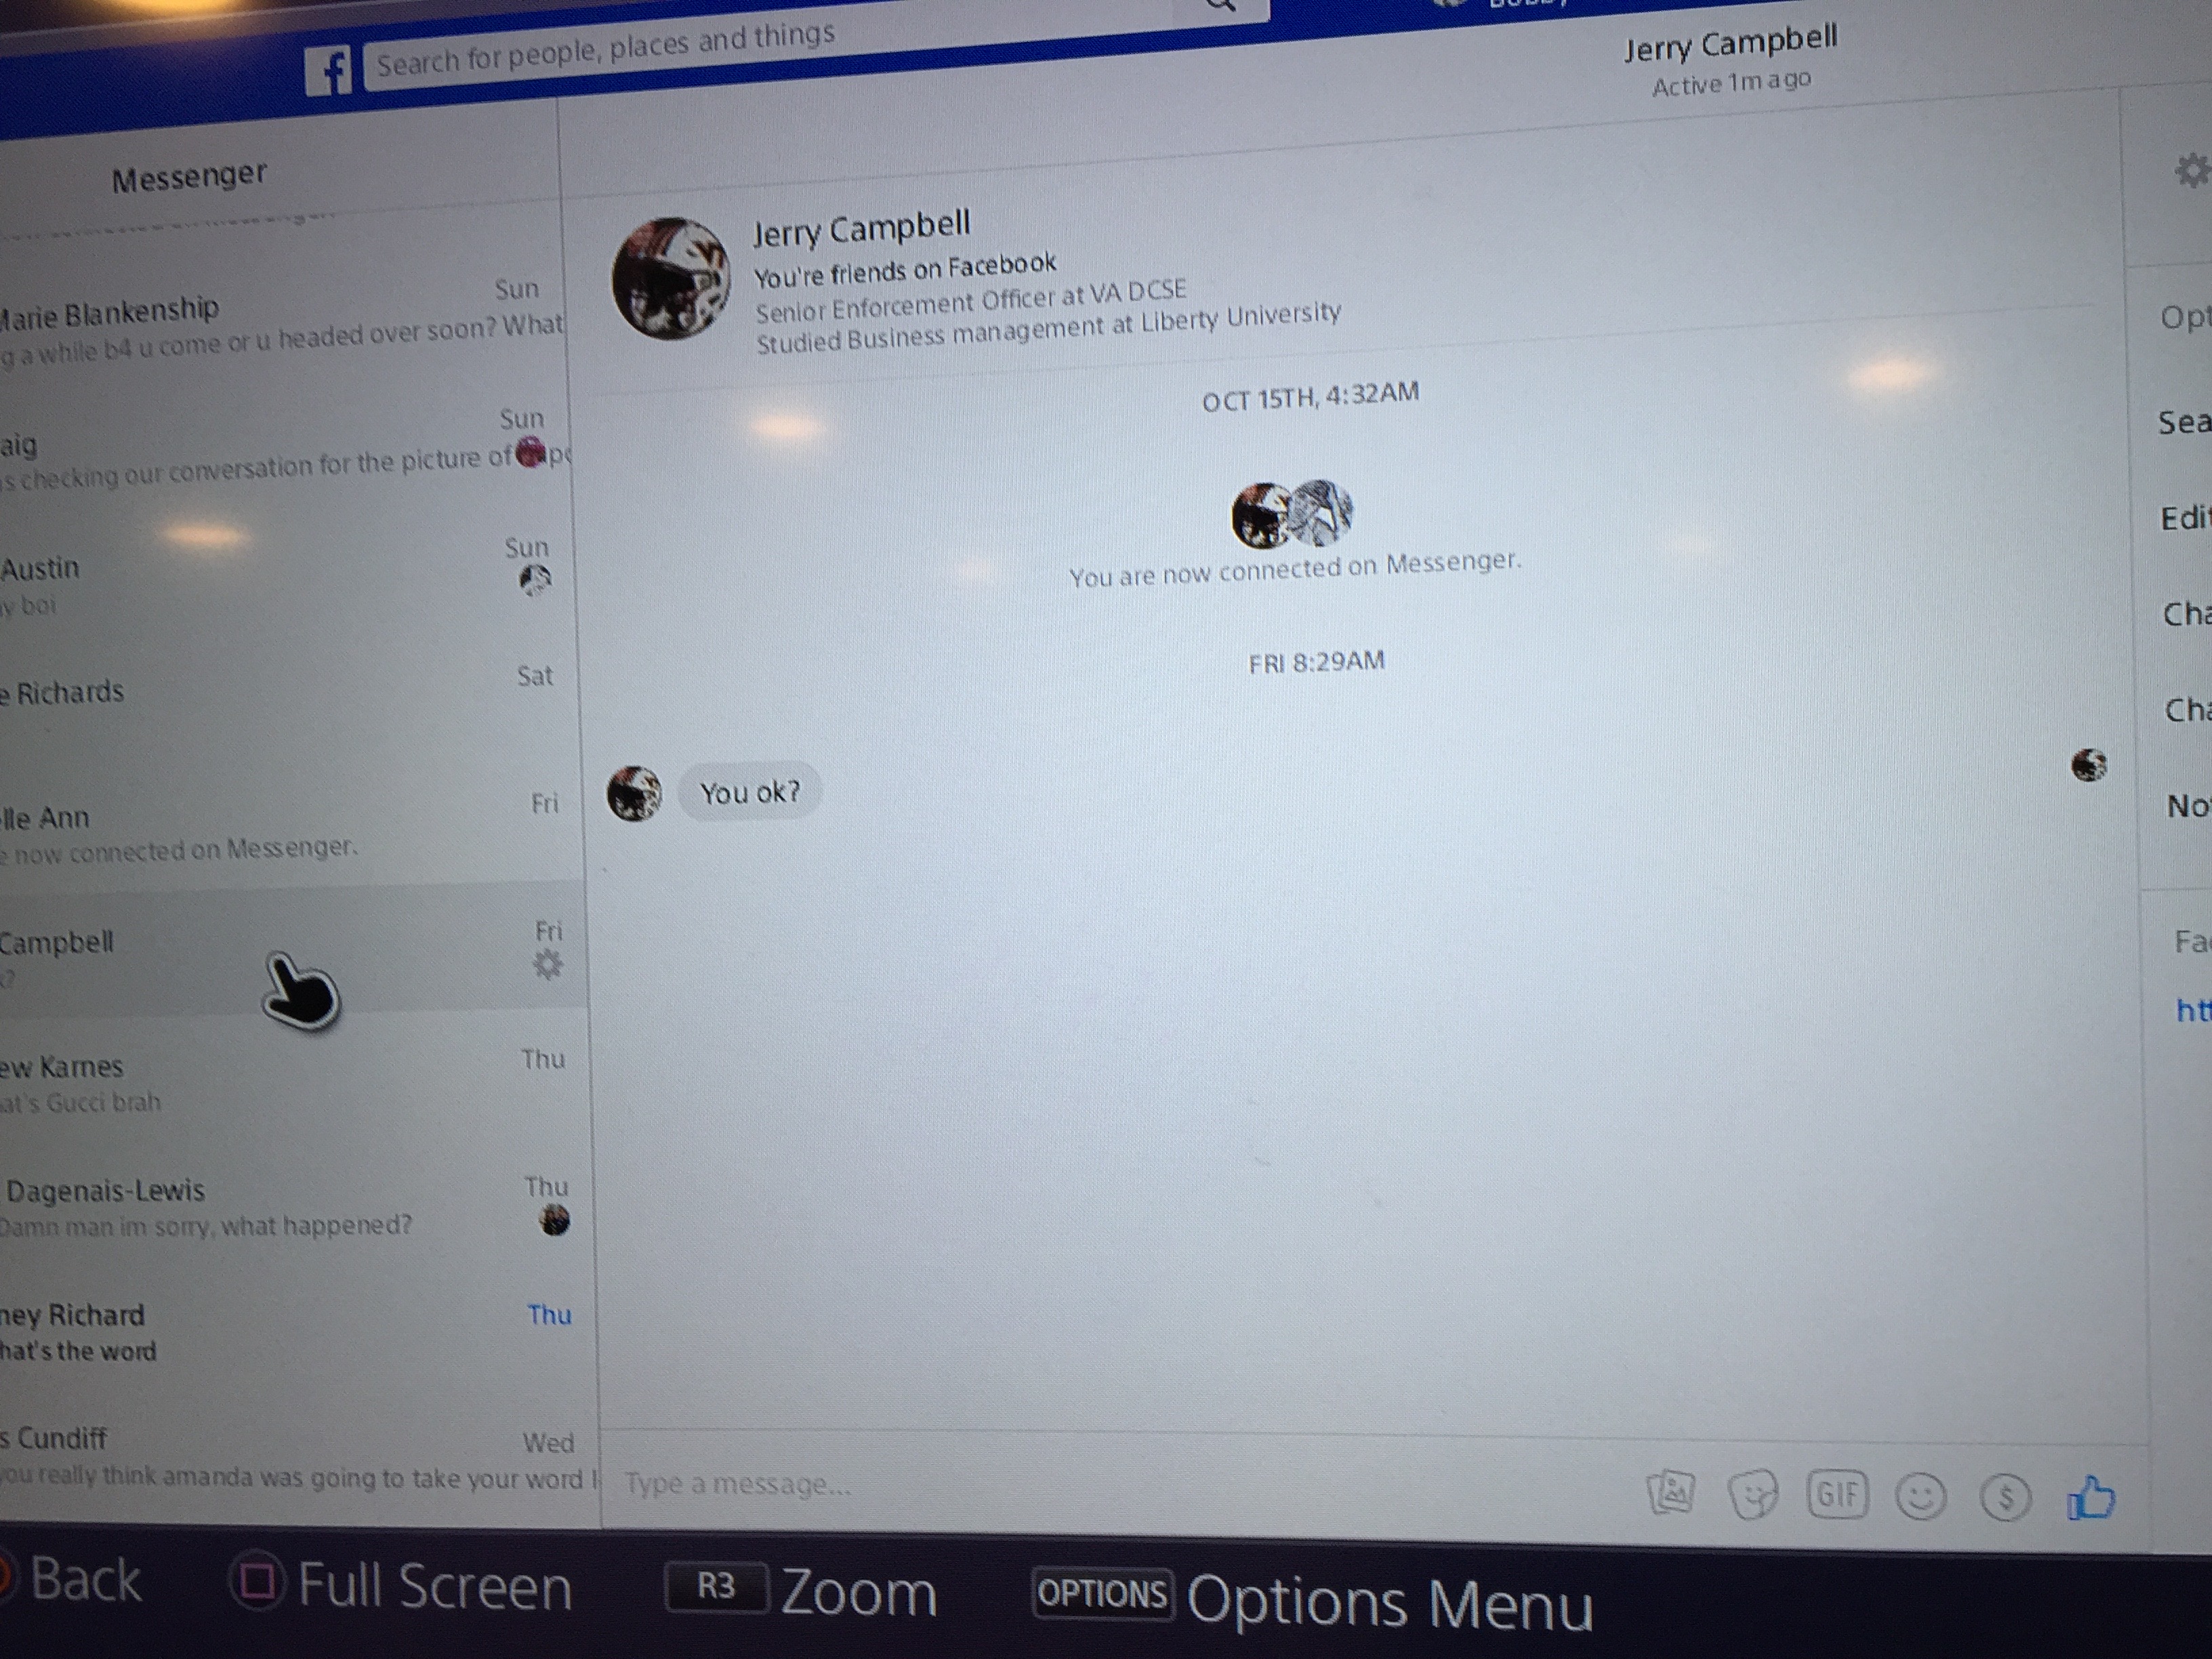 f
Search for people, places and things
Jerry Campbell
Active 1m ago
Messenger
Marie Blankenship
Sun
g a while b4 u come or u headed over soon? What
aig
Sun
s checking our conversation for the picture of
Austin
Sun
y boi
e Richards
Sat
lle Ann
Fri
e now connected on Messenger.
Campbell
Fri
?
ew Karnes
Thu
at's Gucci brah
Dagenais-Lewis
Thu
Damn man im sorry, what happened?
ney Richard
Thu
hat's the word
s Cundiff
Wed
you really think amanda was going to take your word
Jerry Campbell
You're friends on Facebook
Senior Enforcement Officer at VA DCSE
Studied Business management at Liberty University
OCT 15TH, 4:32AM
You are now connected on Messenger.
FRI 8:29AM
You ok?
Type a message...
GIF
$
Opt
Sea
Edit
Cha
Cha
Not
Fa
htt
Back
Full Screen
R3
Zoom
OPTIONS
Options Menu